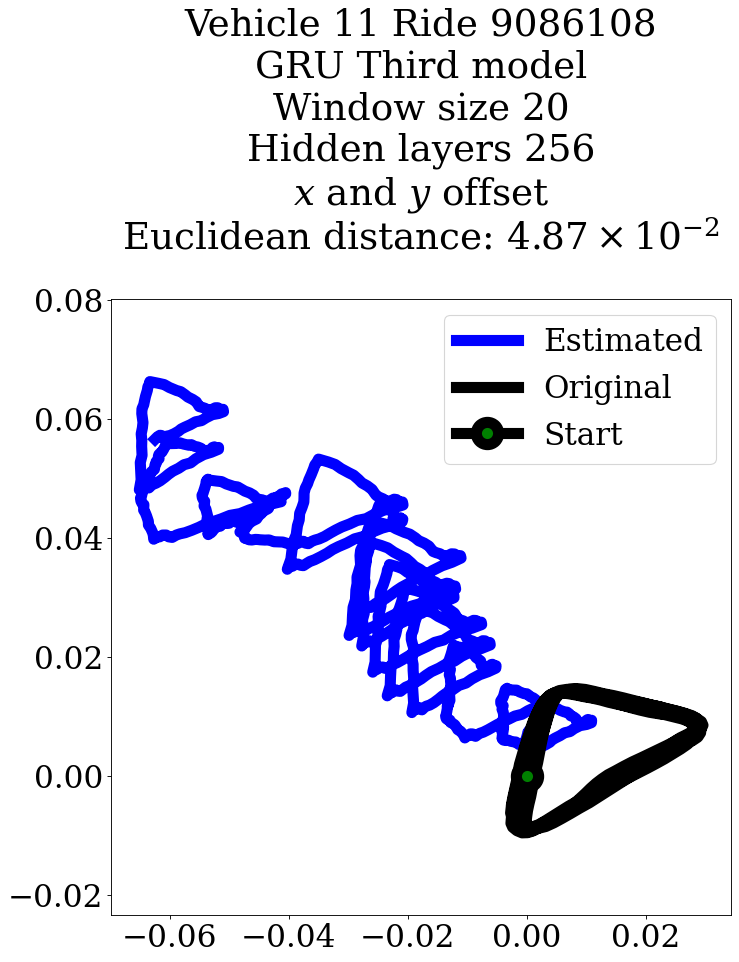 Vehicle 11 Ride 9086108
GRU Third model
Window size 20
Hidden layers 256
x and y offset
Euclidean distance: 4.87 × 10⁻²
0.08
0.06
0.04
0.02
0.00
−0.02
Estimated
Original
Start
−0.06 −0.04 −0.02 0.00 0.02